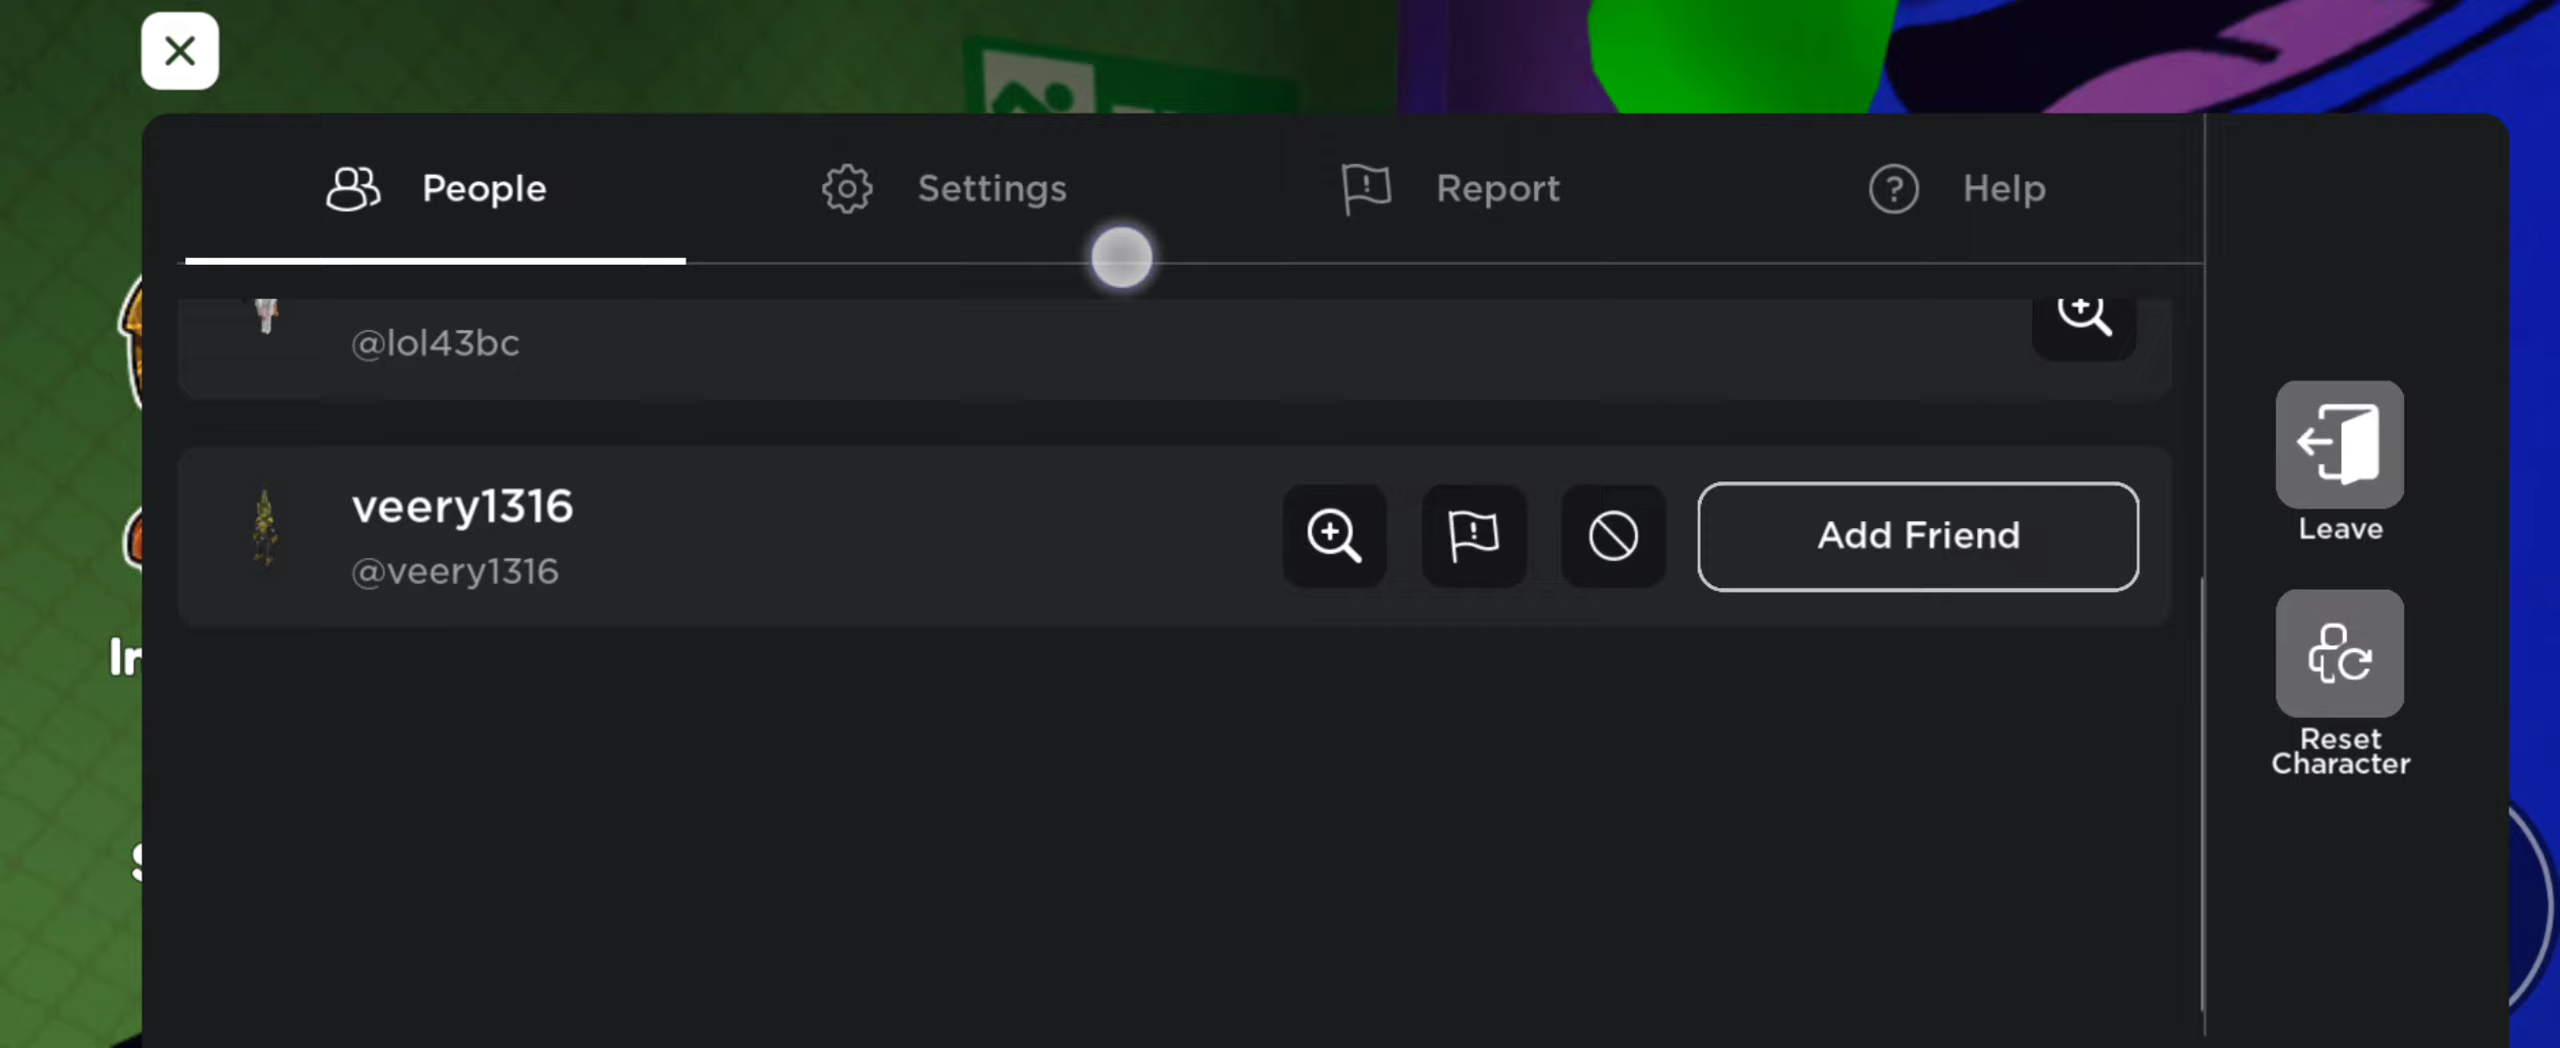 People Settings Report Help
@lol43bc
veery1316
@veery1316
Add Friend
Leave
Reset
Character